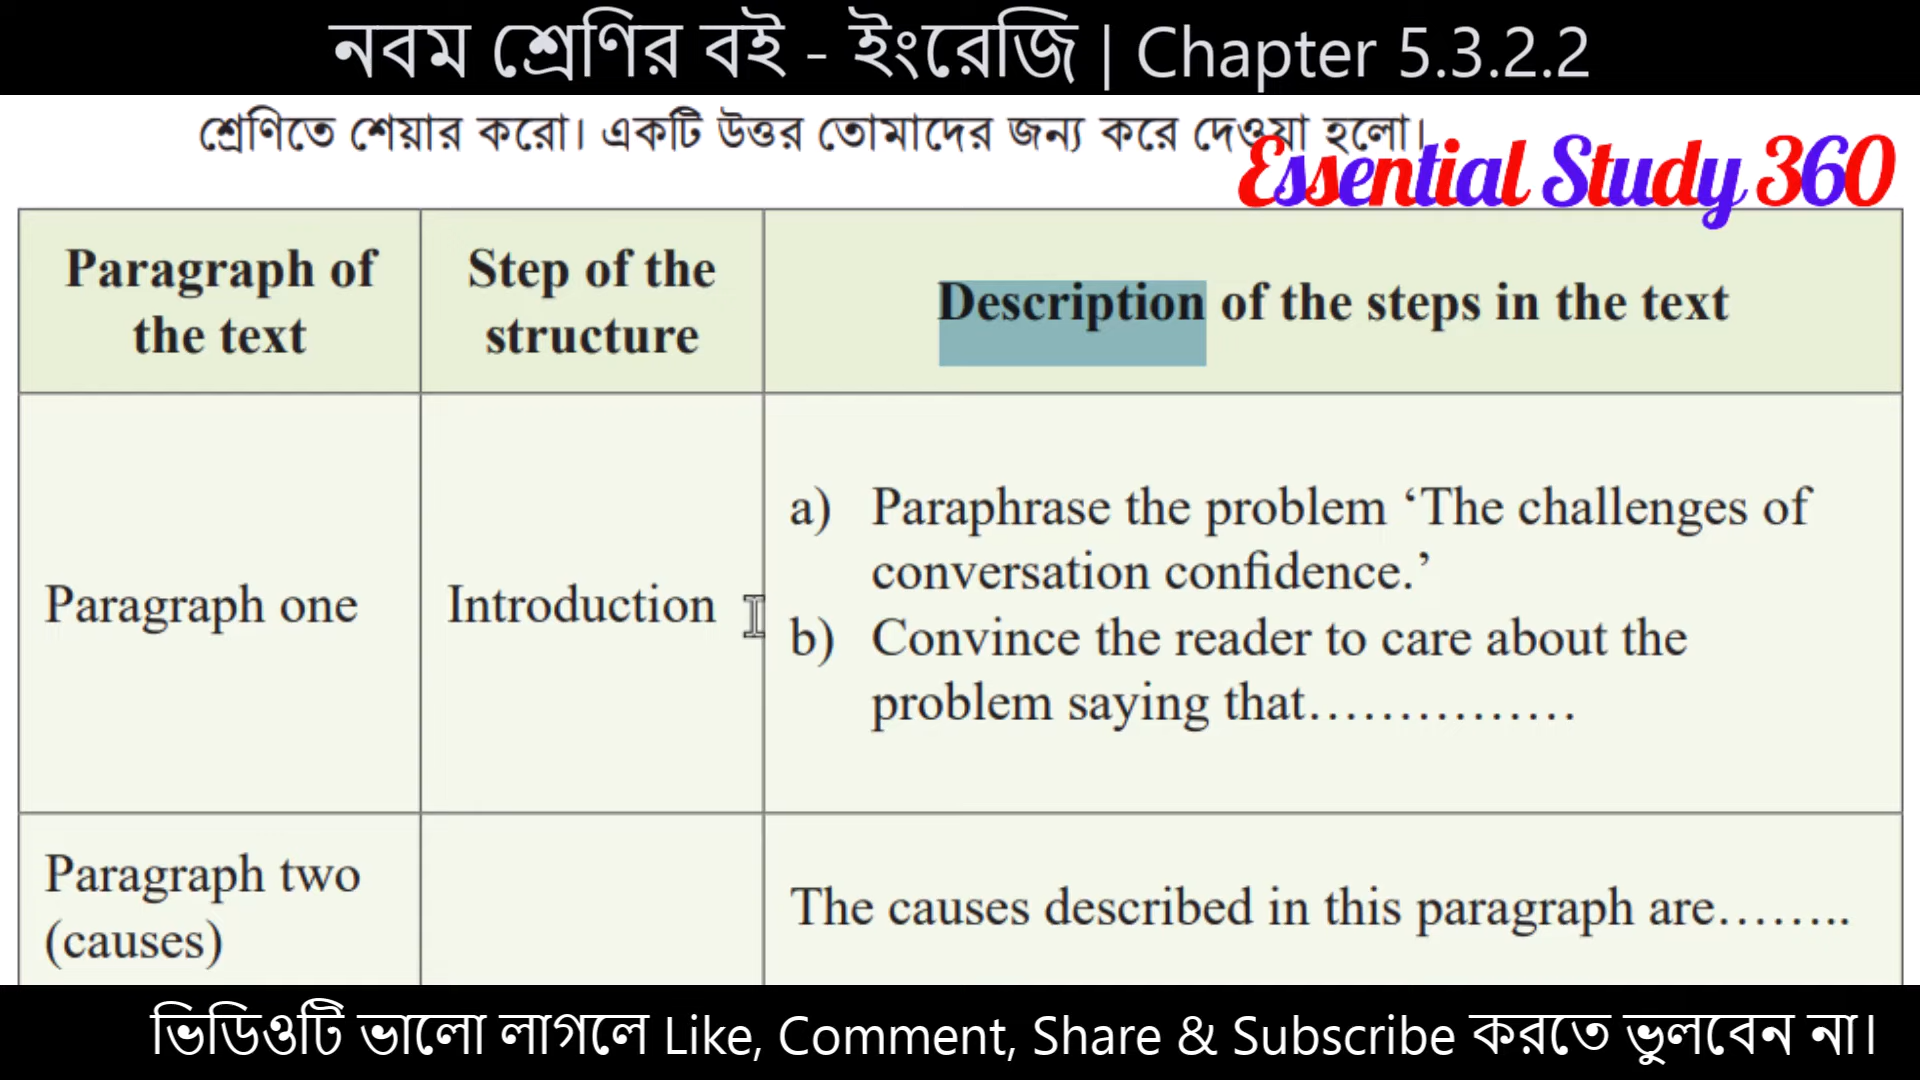 নবম শ্রেণির বই - ইংরেজি | Chapter 5.3.2.2
শ্রেণিতে শেয়ার করো। একটি উত্তর তোমাদের জন্য করে দেওয়া হলো।
Essential Study 360
Paragraph of
the text
Step of the
structure
Description of the steps in the text
Paragraph one
Introduction
a) Paraphrase the problem ‘The challenges of
conversation confidence.’
b) Convince the reader to care about the
problem saying that……………
Paragraph two
(causes)
The causes described in this paragraph are……..
ভিডিওটি ভালো লাগলে Like, Comment, Share & Subscribe করতে ভুলবেন না।